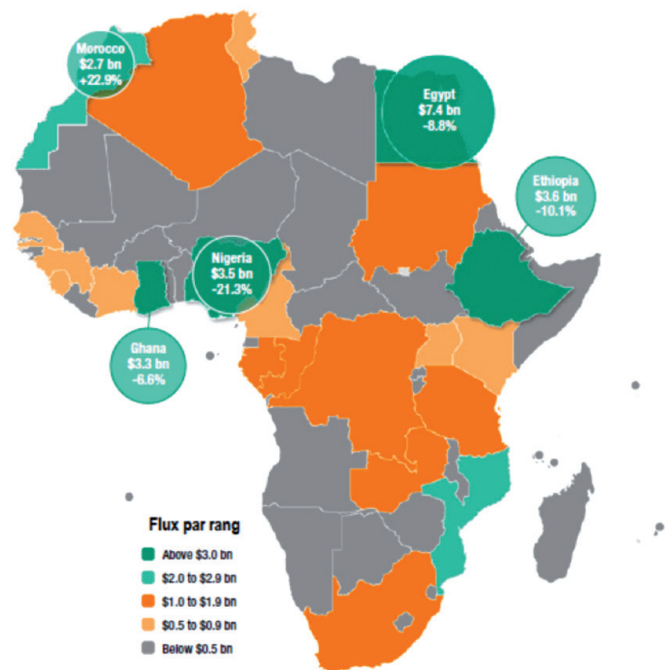 Morocco
$2.7 bn
+22.9%
Egypt
$7.4 bn
-8.8%
Ethiopia
$3.6 bn
-10.1%
Nigeria
$3.5 bn
-21.3%
Ghana
$3.3 bn
-6.6%
Flux par rang
Above $3.0 bn
$2.0 to $2.9 bn
$1.0 to $1.9 bn
$0.5 to $0.9 bn
Below $0.5 bn